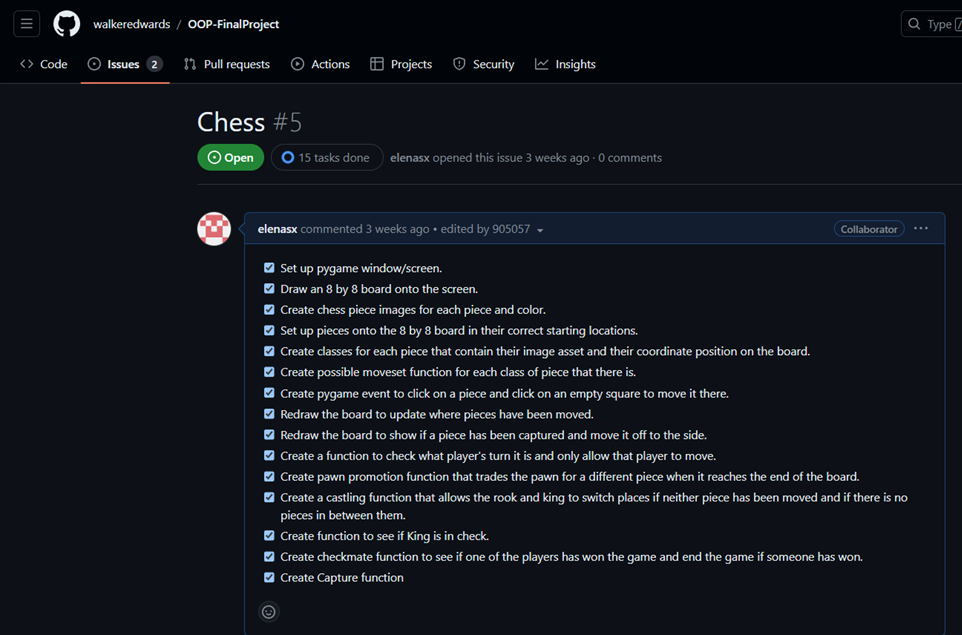 walkeredwards / OOP-FinalProject
Type /
Code
Issues 2
Pull requests
Actions
Projects
Security
Insights
Chess #5
Open
15 tasks done
elenasx opened this issue 3 weeks ago · 0 comments
elenasx commented 3 weeks ago • edited by 905057
Collaborator
Set up pygame window/screen.
Draw an 8 by 8 board onto the screen.
Create chess piece images for each piece and color.
Set up pieces onto the 8 by 8 board in their correct starting locations.
Create classes for each piece that contain their image asset and their coordinate position on the board.
Create possible moveset function for each class of piece that there is.
Create pygame event to click on a piece and click on an empty square to move it there.
Redraw the board to update where pieces have been moved.
Redraw the board to show if a piece has been captured and move it off to the side.
Create a function to check what player's turn it is and only allow that player to move.
Create pawn promotion function that trades the pawn for a different piece when it reaches the end of the board.
Create a castling function that allows the rook and king to switch places if neither piece has been moved and if there is no
pieces in between them.
Create function to see if King is in check.
Create checkmate function to see if one of the players has won the game and end the game if someone has won.
Create Capture function